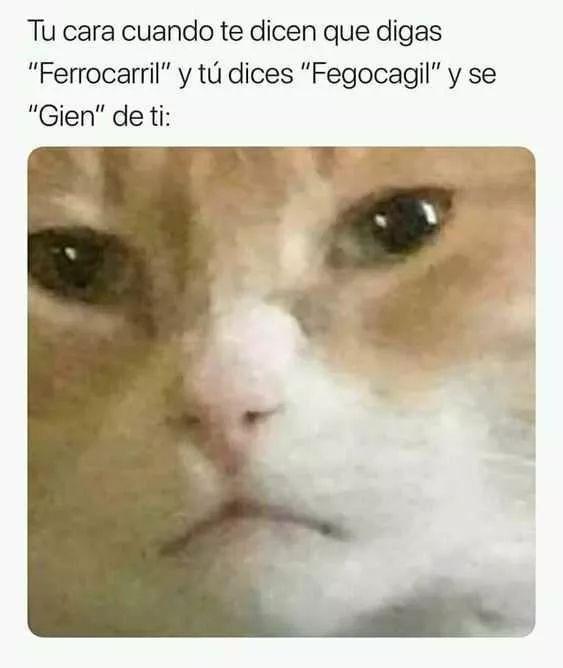 Tu cara cuando te dicen que digas
"Ferrocarril" y tú dices "Fegocagil" y se
"Gien" de ti: